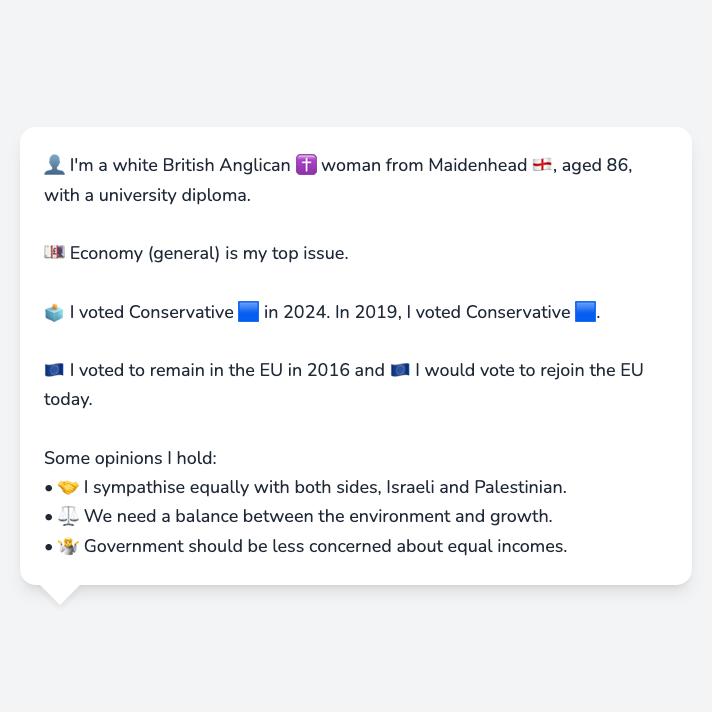 👤 I'm a white British Anglican ✝️ woman from Maidenhead 🏴󠁧󠁢󠁥󠁮󠁧󠁿, aged 86,
with a university diploma.
💷 Economy (general) is my top issue.
🗳️ I voted Conservative 🟦 in 2024. In 2019, I voted Conservative 🟦.
🇪🇺 I voted to remain in the EU in 2016 and 🇪🇺 I would vote to rejoin the EU
today.
Some opinions I hold:
• 🤝 I sympathise equally with both sides, Israeli and Palestinian.
• ⚖️ We need a balance between the environment and growth.
• 🤷 Government should be less concerned about equal incomes.